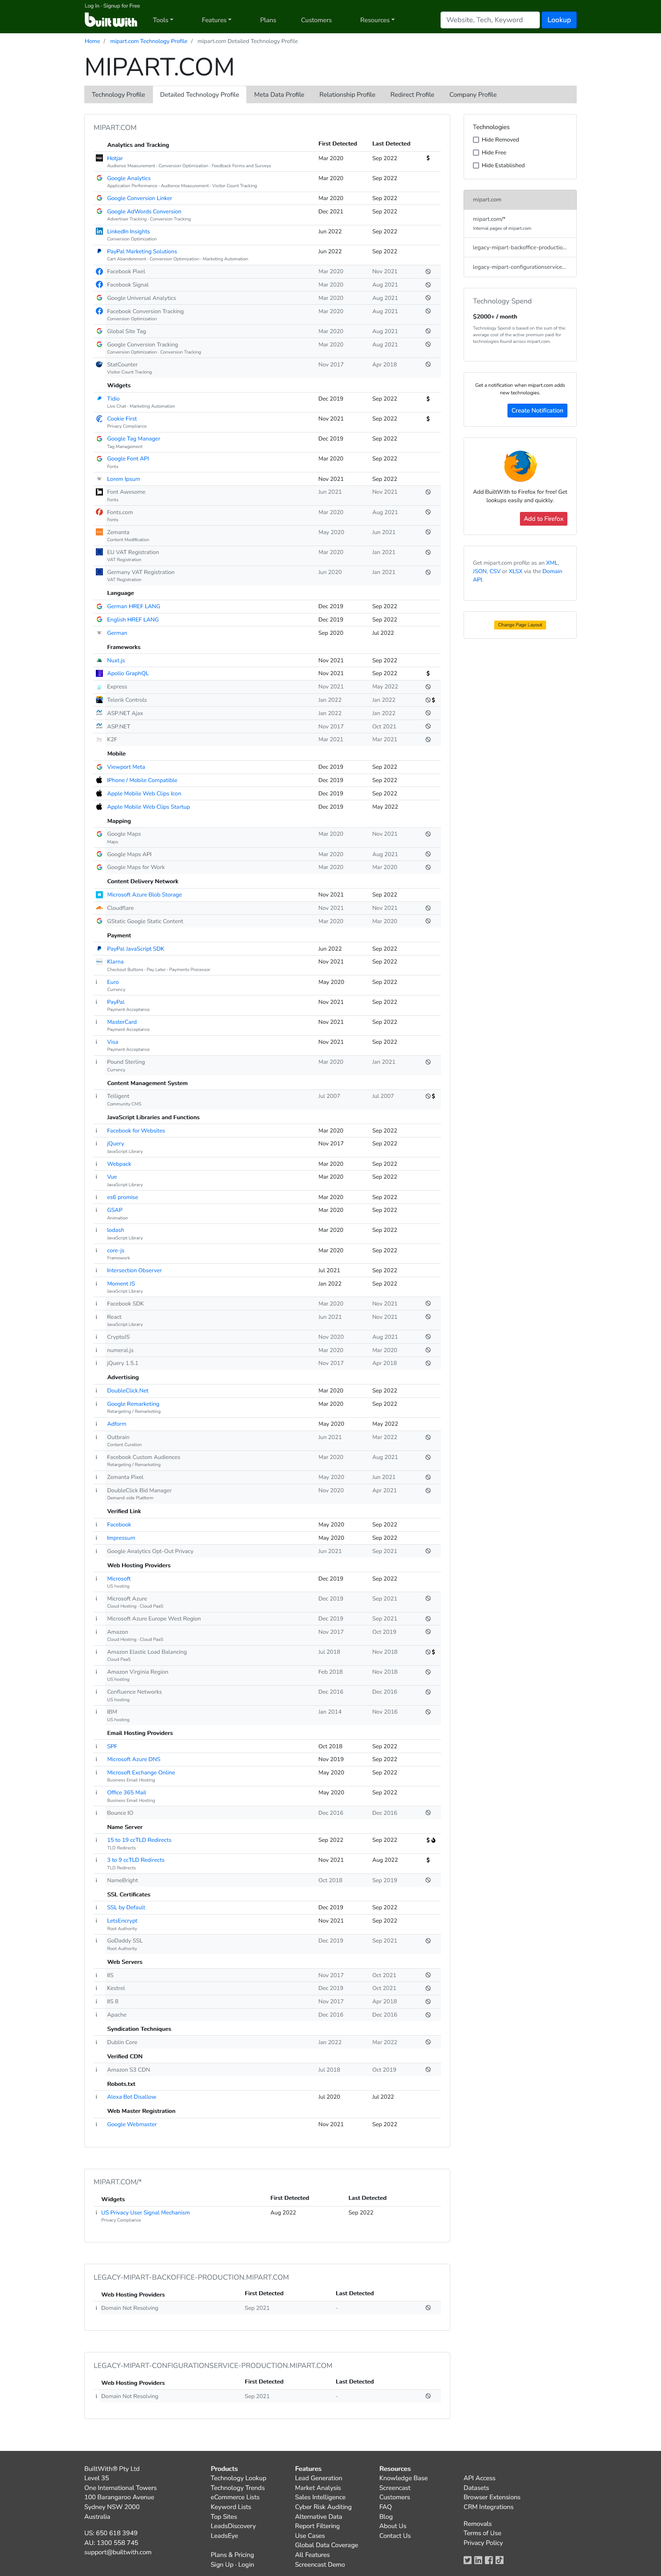 Log In · Signup for Free
BuiltWith
Tools
Features
Plans
Customers
Resources
Website, Tech, Keyword
Lookup
Home / mipart.com Technology Profile / mipart.com Detailed Technology Profile
MIPART.COM
Technology Profile
Detailed Technology Profile
Meta Data Profile
Relationship Profile
Redirect Profile
Company Profile
MIPART.COM
Analytics and Tracking First Detected Last Detected
Hotjar Mar 2020 Sep 2022 $
Audience Measurement · Conversion Optimization · Feedback Forms and Surveys
Google Analytics Mar 2020 Sep 2022
Application Performance · Audience Measurement · Visitor Count Tracking
Google Conversion Linker Mar 2020 Sep 2022
Google AdWords Conversion Dec 2021 Sep 2022
Advertiser Tracking · Conversion Tracking
LinkedIn Insights Jun 2022 Sep 2022
Conversion Optimization
PayPal Marketing Solutions Jun 2022 Sep 2022
Cart Abandonment · Conversion Optimization · Marketing Automation
Facebook Pixel Mar 2020 Nov 2021
Facebook Signal Mar 2020 Aug 2021
Google Universal Analytics Mar 2020 Aug 2021
Facebook Conversion Tracking Mar 2020 Aug 2021
Conversion Optimization
Global Site Tag Mar 2020 Aug 2021
Google Conversion Tracking Mar 2020 Aug 2021
Conversion Optimization · Conversion Tracking
StatCounter Nov 2017 Apr 2018
Visitor Count Tracking
Widgets
Tidio Dec 2019 Sep 2022 $
Live Chat · Marketing Automation
Cookie First Nov 2021 Sep 2022 $
Privacy Compliance
Google Tag Manager Dec 2019 Sep 2022
Tag Management
Google Font API Mar 2020 Sep 2022
Fonts
Lorem Ipsum Nov 2021 Sep 2022
Font Awesome Jun 2021 Nov 2021
Fonts
Fonts.com Mar 2020 Aug 2021
Fonts
Zemanta May 2020 Jun 2021
Content Modification
EU VAT Registration Mar 2020 Jan 2021
VAT Registration
Germany VAT Registration Jun 2020 Jan 2021
VAT Registration
Language
German HREF LANG Dec 2019 Sep 2022
English HREF LANG Dec 2019 Sep 2022
German Sep 2020 Jul 2022
Frameworks
Nuxt.js Nov 2021 Sep 2022
Apollo GraphQL Nov 2021 Sep 2022 $
Express Nov 2021 May 2022
Telerik Controls Jan 2022 Jan 2022 $
ASP.NET Ajax Jan 2022 Jan 2022
ASP.NET Nov 2017 Oct 2021
K2F Mar 2021 Mar 2021
Mobile
Viewport Meta Dec 2019 Sep 2022
IPhone / Mobile Compatible Dec 2019 Sep 2022
Apple Mobile Web Clips Icon Dec 2019 Sep 2022
Apple Mobile Web Clips Startup Dec 2019 May 2022
Mapping
Google Maps Mar 2020 Nov 2021
Maps
Google Maps API Mar 2020 Aug 2021
Google Maps for Work Mar 2020 Mar 2020
Content Delivery Network
Microsoft Azure Blob Storage Nov 2021 Sep 2022
Cloudflare Nov 2021 Nov 2021
GStatic Google Static Content Mar 2020 Mar 2020
Payment
PayPal JavaScript SDK Jun 2022 Sep 2022
Klarna Nov 2021 Sep 2022
Checkout Buttons · Pay Later · Payments Processor
Euro May 2020 Sep 2022
Currency
PayPal Nov 2021 Sep 2022
Payment Acceptance
MasterCard Nov 2021 Sep 2022
Payment Acceptance
Visa Nov 2021 Sep 2022
Payment Acceptance
Pound Sterling Mar 2020 Jan 2021
Currency
Content Management System
Telligent Jul 2007 Jul 2007 $
Community CMS
JavaScript Libraries and Functions
Facebook for Websites Mar 2020 Sep 2022
jQuery Nov 2017 Sep 2022
JavaScript Library
Webpack Mar 2020 Sep 2022
Vue Mar 2020 Sep 2022
JavaScript Library
es6 promise Mar 2020 Sep 2022
GSAP Mar 2020 Sep 2022
Animation
lodash Mar 2020 Sep 2022
JavaScript Library
core-js Mar 2020 Sep 2022
Framework
Intersection Observer Jul 2021 Sep 2022
Moment JS Jan 2022 Sep 2022
JavaScript Library
Facebook SDK Mar 2020 Nov 2021
React Jun 2021 Nov 2021
JavaScript Library
CryptoJS Nov 2020 Aug 2021
numeral.js Mar 2020 Mar 2020
jQuery 1.5.1 Nov 2017 Apr 2018
Advertising
DoubleClick.Net Mar 2020 Sep 2022
Google Remarketing Mar 2020 Sep 2022
Retargeting / Remarketing
Adform May 2020 May 2022
Outbrain Jun 2021 Mar 2022
Content Curation
Facebook Custom Audiences Mar 2020 Aug 2021
Retargeting / Remarketing
Zemanta Pixel May 2020 Jun 2021
DoubleClick Bid Manager Nov 2020 Apr 2021
Demand-side Platform
Verified Link
Facebook May 2020 Sep 2022
Impressum May 2020 Sep 2022
Google Analytics Opt-Out Privacy Jun 2021 Sep 2021
Web Hosting Providers
Microsoft Dec 2019 Sep 2022
US hosting
Microsoft Azure Dec 2019 Sep 2021
Cloud Hosting · Cloud PaaS
Microsoft Azure Europe West Region Dec 2019 Sep 2021
Amazon Nov 2017 Oct 2019
Cloud Hosting · Cloud PaaS
Amazon Elastic Load Balancing Jul 2018 Nov 2018 $
Cloud PaaS
Amazon Virginia Region Feb 2018 Nov 2018
US hosting
Confluence Networks Dec 2016 Dec 2016
US hosting
IBM Jan 2014 Nov 2016
US hosting
Email Hosting Providers
SPF Oct 2018 Sep 2022
Microsoft Azure DNS Nov 2019 Sep 2022
Microsoft Exchange Online May 2020 Sep 2022
Business Email Hosting
Office 365 Mail May 2020 Sep 2022
Business Email Hosting
Bounce IO Dec 2016 Dec 2016
Name Server
15 to 19 ccTLD Redirects Sep 2022 Sep 2022 $
TLD Redirects
3 to 9 ccTLD Redirects Nov 2021 Aug 2022 $
TLD Redirects
NameBright Oct 2018 Sep 2019
SSL Certificates
SSL by Default Dec 2019 Sep 2022
LetsEncrypt Nov 2021 Sep 2022
Root Authority
GoDaddy SSL Dec 2019 Sep 2021
Root Authority
Web Servers
IIS Nov 2017 Oct 2021
Kestrel Dec 2019 Oct 2021
IIS 8 Nov 2017 Apr 2018
Apache Dec 2016 Dec 2016
Syndication Techniques
Dublin Core Jan 2022 Mar 2022
Verified CDN
Amazon S3 CDN Jul 2018 Oct 2019
Robots.txt
Alexa Bot Disallow Jul 2020 Jul 2022
Web Master Registration
Google Webmaster Nov 2021 Sep 2022
MIPART.COM/*
Widgets First Detected Last Detected
US Privacy User Signal Mechanism Aug 2022 Sep 2022
Privacy Compliance
LEGACY-MIPART-BACKOFFICE-PRODUCTION.MIPART.COM
Web Hosting Providers First Detected Last Detected
Domain Not Resolving Sep 2021 -
LEGACY-MIPART-CONFIGURATIONSERVICE-PRODUCTION.MIPART.COM
Web Hosting Providers First Detected Last Detected
Domain Not Resolving Sep 2021 -
Technologies
Hide Removed
Hide Free
Hide Established
mipart.com
mipart.com/*
Internal pages of mipart.com
legacy-mipart-backoffice-productio...
legacy-mipart-configurationservice...
Technology Spend
$2000+ / month
Technology Spend is based on the sum of the
average cost of the active premium paid for
technologies found across mipart.com.
Get a notification when mipart.com adds
new technologies.
Create Notification
Add BuiltWith to Firefox for free! Get
lookups easily and quickly.
Add to Firefox
Get mipart.com profile as an XML,
JSON, CSV or XLSX via the Domain
API.
Change Page Layout
BuiltWith® Pty Ltd
Level 35
One International Towers
100 Barangaroo Avenue
Sydney NSW 2000
Australia
US: 650 618 3949
AU: 1300 558 745
support@builtwith.com
Products
Technology Lookup
Technology Trends
eCommerce Lists
Keyword Lists
Top Sites
LeadsDiscovery
LeadsEye
Plans & Pricing
Sign Up · Login
Features
Lead Generation
Market Analysis
Sales Intelligence
Cyber Risk Auditing
Alternative Data
Report Filtering
Use Cases
Global Data Coverage
All Features
Screencast Demo
Resources
Knowledge Base
Screencast
Customers
FAQ
Blog
About Us
Contact Us
API Access
Datasets
Browser Extensions
CRM Integrations
Removals
Terms of Use
Privacy Policy